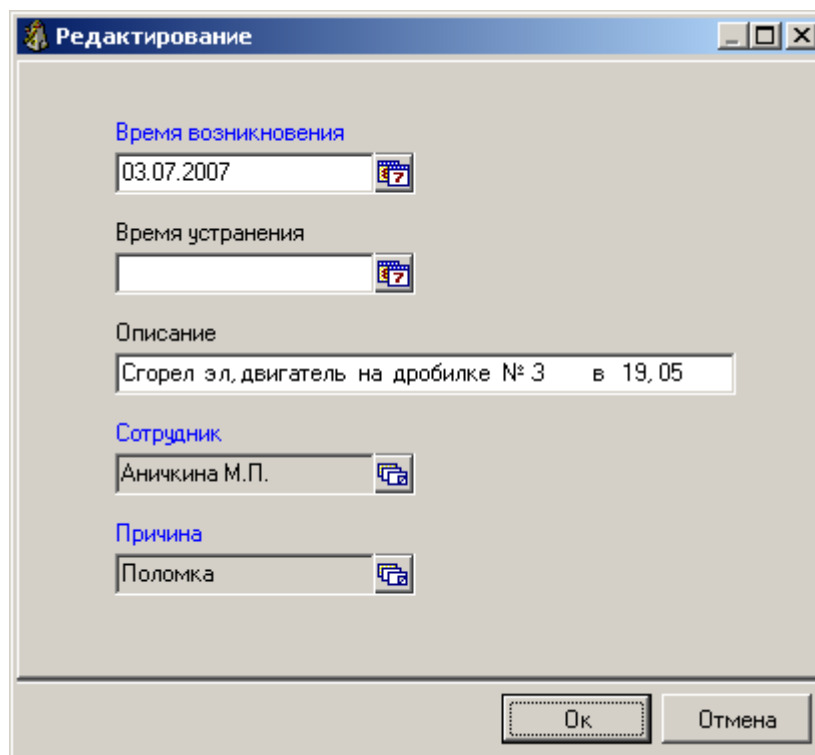 Редактирование
Время возникновения
03.07.2007
Время устранения
Описание
Сгорел эл,двигатель на дробилке № 3 в 19,05
Сотрудник
Аничкина М.П.
Причина
Поломка
Ок Отмена